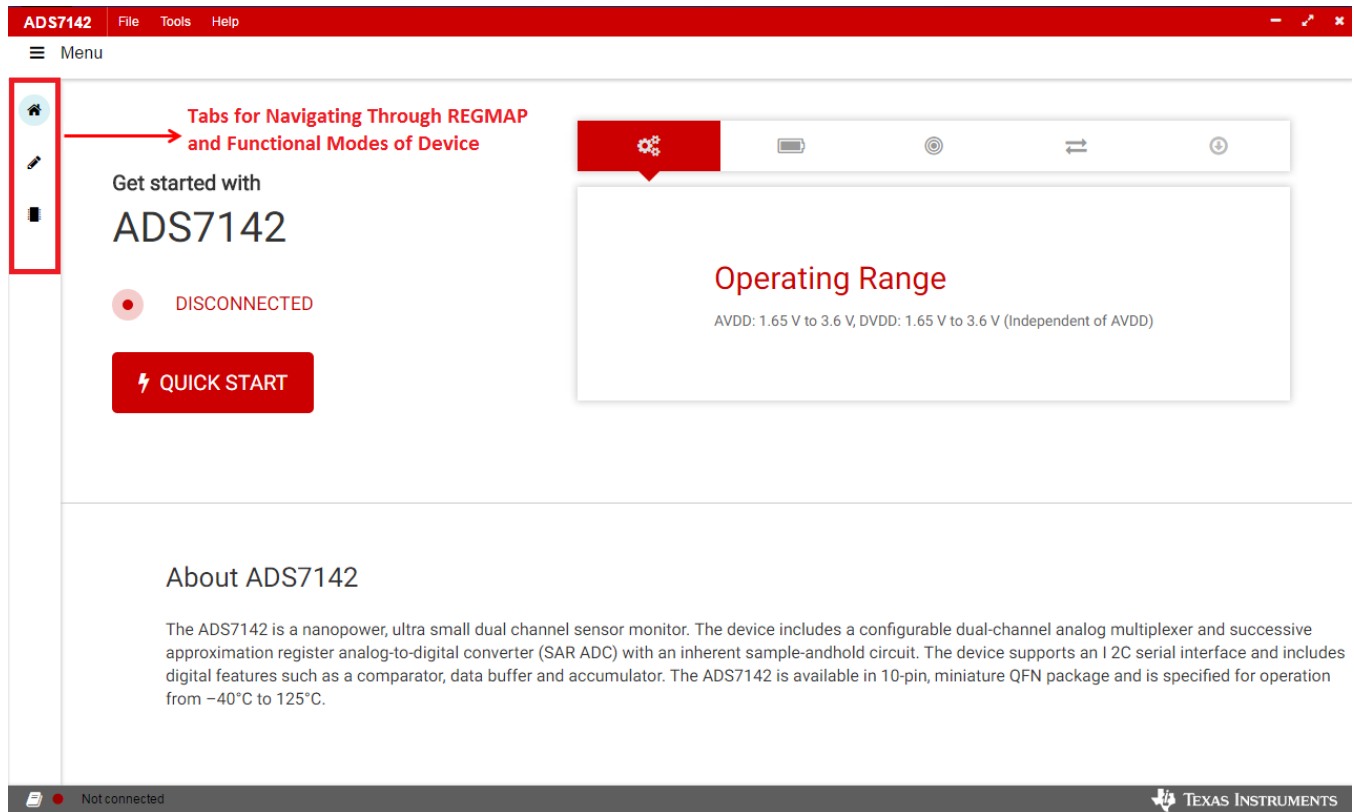 ADS7142 File Tools Help
Menu
Tabs for Navigating Through REGMAP
and Functional Modes of Device
Get started with
ADS7142
DISCONNECTED
QUICK START
Operating Range
AVDD: 1.65 V to 3.6 V, DVDD: 1.65 V to 3.6 V (Independent of AVDD)
About ADS7142
The ADS7142 is a nanopower, ultra small dual channel sensor monitor. The device includes a configurable dual-channel analog multiplexer and successive
approximation register analog-to-digital converter (SAR ADC) with an inherent sample-andhold circuit. The device supports an I 2C serial interface and includes
digital features such as a comparator, data buffer and accumulator. The ADS7142 is available in 10-pin, miniature QFN package and is specified for operation
from −40°C to 125°C.
Not connected
TEXAS INSTRUMENTS